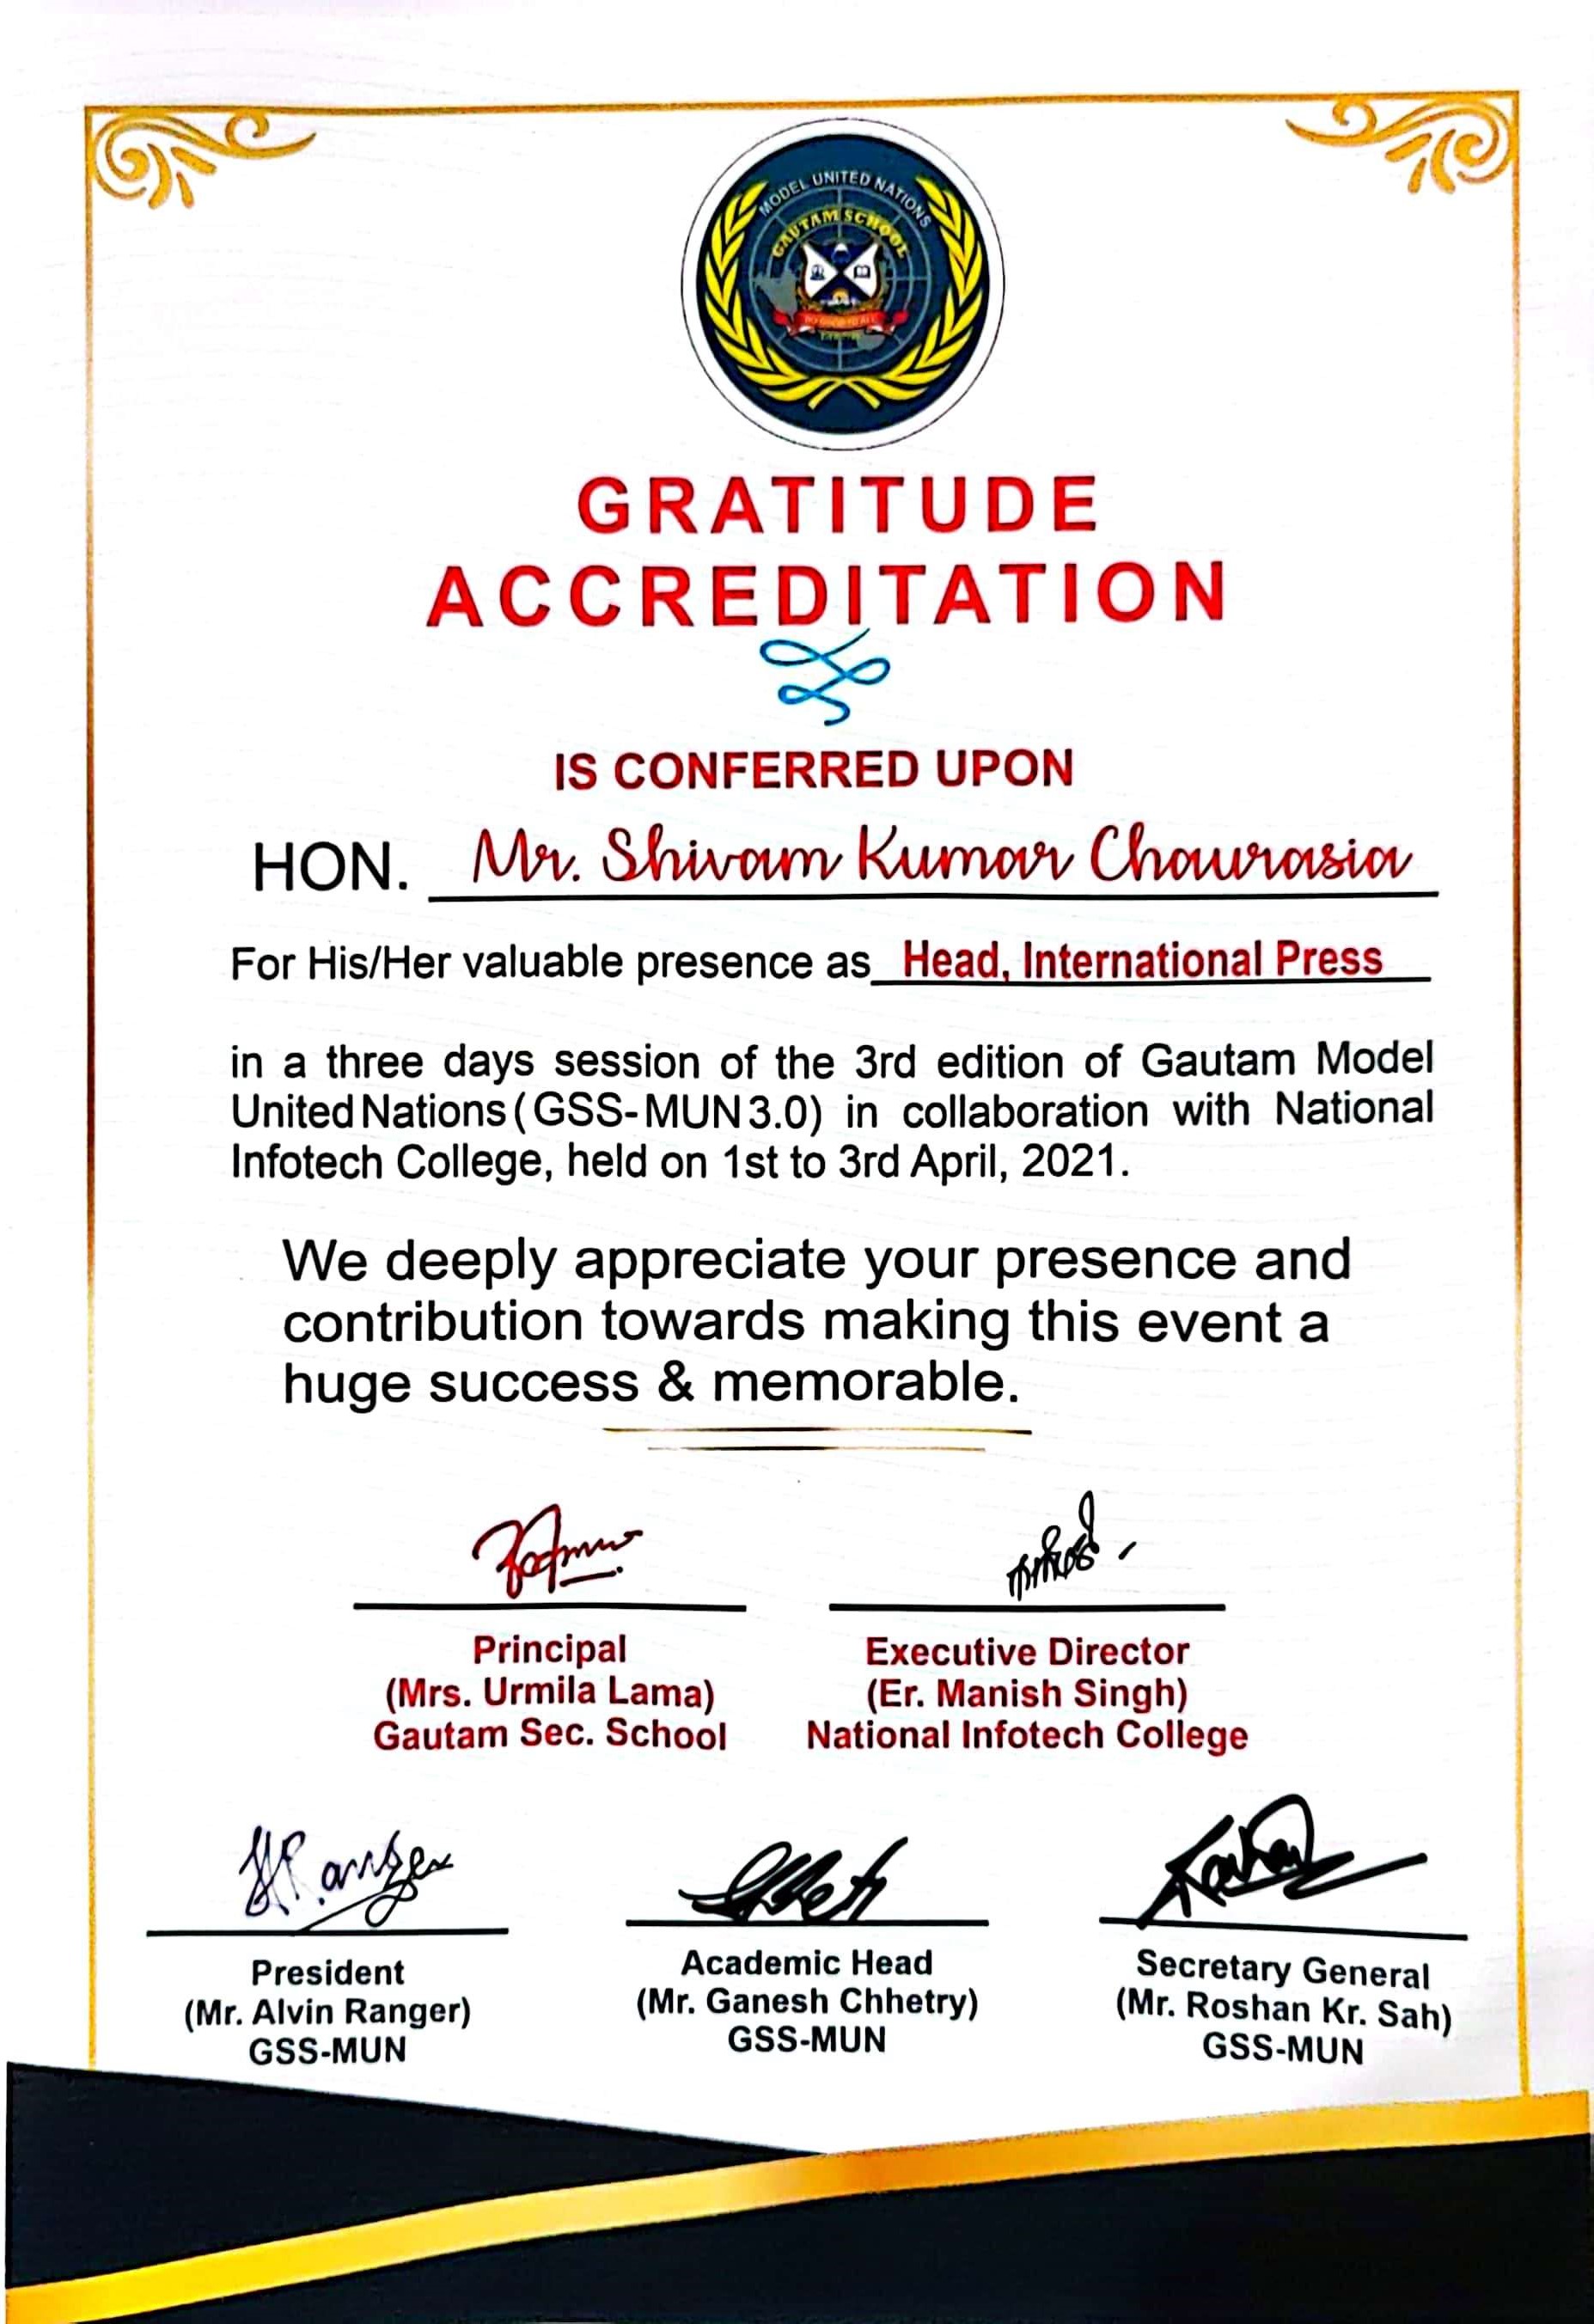 MODEL UNITED NATIONS
GAUTAM SCHOOL
GRATITUDE
ACCREDITATION
IS CONFERRED UPON
HON. Mr. Shivam Kumar Chaurasia
For His/Her valuable presence as Head, International Press
in a three days session of the 3rd edition of Gautam Model
United Nations (GSS-MUN 3.0) in collaboration with National
Infotech College, held on 1st to 3rd April, 2021.
We deeply appreciate your presence and
contribution towards making this event a
huge success & memorable.
Principal
(Mrs. Urmila Lama)
Gautam Sec. School
Executive Director
(Er. Manish Singh)
National Infotech College
President
(Mr. Alvin Ranger)
GSS-MUN
Academic Head
(Mr. Ganesh Chhetry)
GSS-MUN
Secretary General
(Mr. Roshan Kr. Sah)
GSS-MUN